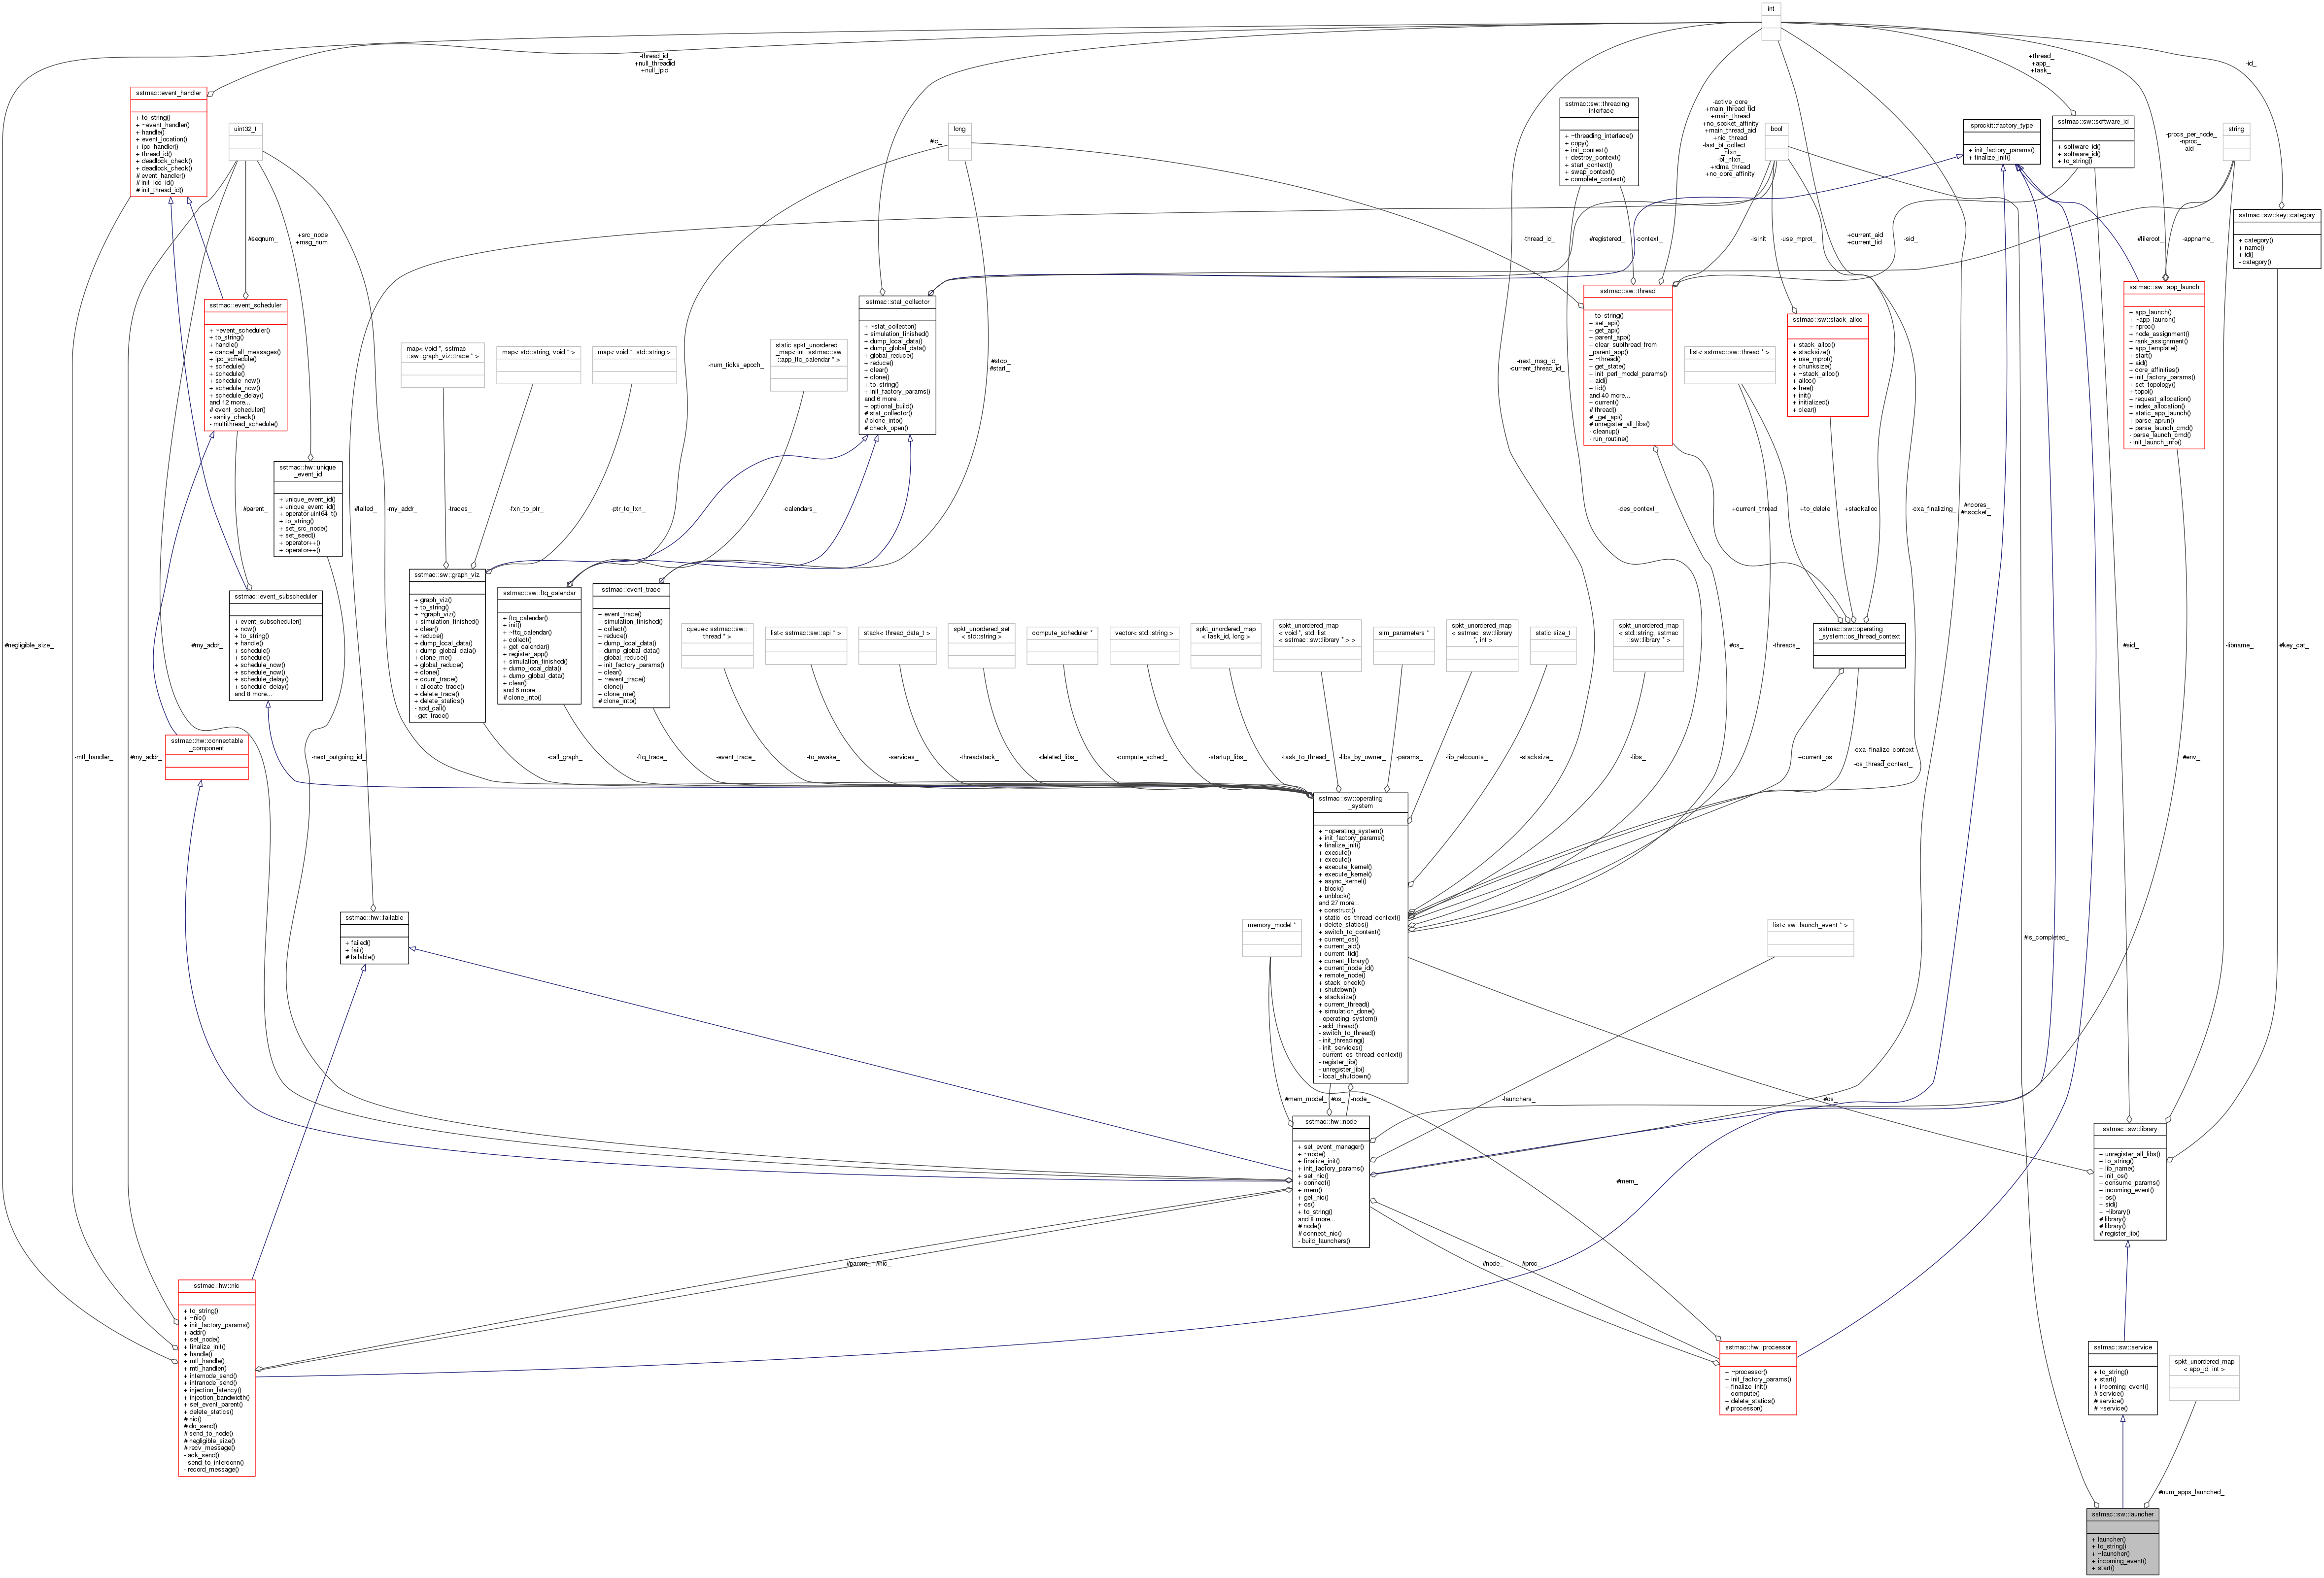 int
-thread_id_
+null_threadid
+null_lpid
+thread_
+app_
+task_
-id_
sstmac::event_handler
+ to_string()
+ ~event_handler()
+ handle()
+ event_location()
+ ipc_handler()
+ thread_id()
+ deadlock_check()
+ deadlock_check()
# event_handler()
# init_loc_id()
# init_thread_id()
uint32_t
long
#id_
sstmac::sw::threading
_interface
+ ~threading_interface()
+ copy()
+ init_context()
+ destroy_context()
+ start_context()
+ swap_context()
+ complete_context()
-active_core_
+main_thread_tid
+main_thread
+no_socket_affinity
+main_thread_aid
+nic_thread
-last_bt_collect
_nfxn_
-bt_nfxn_
+rdma_thread
+no_core_affinity
...
bool
sprockit::factory_type
+ init_factory_params()
+ finalize_init()
sstmac::sw::software_id
+ software_id()
+ software_id()
+ to_string()
-procs_per_node_
-nproc_
-aid_
string
sstmac::sw::key::category
+ category()
+ name()
+ id()
- category()
#seqnum_
+src_node
+msg_num
-thread_id_
#registered_
-context_
-isInit
-use_mprot_
+current_aid
+current_tid
-sid_
#fileroot_
-appname_
sstmac::event_scheduler
+ ~event_scheduler()
+ to_string()
+ handle()
+ cancel_all_messages()
+ ipc_schedule()
+ schedule()
+ schedule()
+ schedule_now()
+ schedule_now()
+ schedule_delay()
and 12 more...
# event_scheduler()
- sanity_check()
- multithread_schedule()
map< void *, sstmac
::sw::graph_viz::trace * >
map< std::string, void * >
map< void *, std::string >
-num_ticks_epoch_
static spkt_unordered
_map< int, sstmac::sw
::app_ftq_calendar * >
sstmac::stat_collector
+ ~stat_collector()
+ simulation_finished()
+ dump_local_data()
+ dump_global_data()
+ global_reduce()
+ reduce()
+ clear()
+ clone()
+ to_string()
+ init_factory_params()
and 6 more...
+ optional_build()
# stat_collector()
# clone_into()
# check_open()
#stop_
#start_
-next_msg_id_
-current_thread_id_
sstmac::sw::thread
+ to_string()
+ set_api()
+ get_api()
+ parent_app()
+ clear_subthread_from
_parent_app()
+ ~thread()
+ get_state()
+ init_perf_model_params()
+ aid()
+ tid()
and 40 more...
+ current()
# thread()
# _get_api()
# unregister_all_libs()
- cleanup()
- run_routine()
list< sstmac::sw::thread * >
sstmac::sw::stack_alloc
+ stack_alloc()
+ stacksize()
+ use_mprot()
+ chunksize()
+ ~stack_alloc()
+ alloc()
+ free()
+ init()
+ initialized()
+ clear()
sstmac::sw::app_launch
+ app_launch()
+ ~app_launch()
+ nproc()
+ node_assignment()
+ rank_assignment()
+ app_template()
+ start()
+ aid()
+ core_affinities()
+ init_factory_params()
+ set_topology()
+ topol()
+ request_allocation()
+ index_allocation()
+ static_app_launch()
+ parse_aprun()
+ parse_launch_cmd()
- parse_launch_cmd()
- init_launch_info()
sstmac::hw::unique
_event_id
+ unique_event_id()
+ unique_event_id()
+ operator uint64_t()
+ to_string()
+ set_src_node()
+ set_seed()
+ operator++()
+ operator++()
#parent_
#failed_
-my_addr_
-traces_
-fxn_to_ptr_
-ptr_to_fxn_
-calendars_
-des_context_
+current_thread
+to_delete
+stackalloc
-cxa_finalizing_
#ncores_
#nsocket_
sstmac::sw::graph_viz
+ graph_viz()
+ to_string()
+ ~graph_viz()
+ simulation_finished()
+ clear()
+ reduce()
+ dump_local_data()
+ dump_global_data()
+ clone_me()
+ global_reduce()
+ clone()
+ count_trace()
+ allocate_trace()
+ delete_trace()
+ delete_statics()
- add_call()
- get_trace()
sstmac::sw::ftq_calendar
+ ftq_calendar()
+ init()
+ ~ftq_calendar()
+ collect()
+ get_calendar()
+ register_app()
+ simulation_finished()
+ dump_local_data()
+ dump_global_data()
+ clear()
and 6 more...
# clone_into()
sstmac::event_trace
+ event_trace()
+ simulation_finished()
+ collect()
+ reduce()
+ dump_local_data()
+ dump_global_data()
+ global_reduce()
+ init_factory_params()
+ clear()
+ ~event_trace()
+ clone()
+ clone_me()
# clone_into()
sstmac::event_subscheduler
+ event_subscheduler()
+ now()
+ to_string()
+ handle()
+ schedule()
+ schedule()
+ schedule_now()
+ schedule_now()
+ schedule_delay()
+ schedule_delay()
and 8 more...
queue< sstmac::sw::
thread * >
list< sstmac::sw::api * >
stack< thread_data_t >
spkt_unordered_set
< std::string >
compute_scheduler *
vector< std::string >
spkt_unordered_map
< task_id, long >
spkt_unordered_map
< void *, std::list
< sstmac::sw::library * > >
sim_parameters *
spkt_unordered_map
< sstmac::sw::library
*, int >
static size_t
spkt_unordered_map
< std::string, sstmac
::sw::library * >
sstmac::sw::operating
_system::os_thread_context
#negligible_size_
#my_addr_
#os_
-threads_
#sid_
-libname_
#key_cat_
sstmac::hw::connectable
_component
-mtl_handler_
#my_addr_
-next_outgoing_id_
-call_graph_
-ftq_trace_
-event_trace_
-to_awake_
-services_
-threadstack_
-deleted_libs_
-compute_sched_
-startup_libs_
-task_to_thread_
-libs_by_owner_
-params_
-lib_refcounts_
-stacksize_
-libs_
+current_os
-cxa_finalize_context
_
-os_thread_context_
#env_
sstmac::sw::operating
_system
+ ~operating_system()
+ init_factory_params()
+ finalize_init()
+ execute()
+ execute()
+ execute_kernel()
+ execute_kernel()
+ async_kernel()
+ block()
+ unblock()
and 27 more...
+ construct()
+ static_os_thread_context()
+ delete_statics()
+ switch_to_context()
+ current_os()
+ current_aid()
+ current_tid()
+ current_library()
+ current_node_id()
+ remote_node()
+ stack_check()
+ shutdown()
+ stacksize()
+ current_thread()
+ simulation_done()
- operating_system()
- add_thread()
- switch_to_thread()
- init_threading()
- init_services()
- current_os_thread_context()
- register_lib()
- unregister_lib()
- local_shutdown()
sstmac::hw::failable
+ failed()
+ fail()
# failable()
memory_model *
list< sw::launch_event * >
#is_completed_
#mem_model_
#os_
-node_
-launchers_
#os_
sstmac::hw::node
+ set_event_manager()
+ ~node()
+ finalize_init()
+ init_factory_params()
+ set_nic()
+ connect()
+ mem()
+ get_nic()
+ os()
+ to_string()
and 8 more...
# node()
# connect_nic()
- build_launchers()
sstmac::sw::library
+ unregister_all_libs()
+ to_string()
+ lib_name()
+ init_os()
+ consume_params()
+ incoming_event()
+ os()
+ sid()
+ ~library()
# library()
# library()
# register_lib()
#mem_
#parent_
#nic_
#node_
#proc_
sstmac::hw::nic
+ to_string()
+ ~nic()
+ init_factory_params()
+ addr()
+ set_node()
+ finalize_init()
+ handle()
+ mtl_handle()
+ mtl_handler()
+ internode_send()
+ intranode_send()
+ injection_latency()
+ injection_bandwidth()
+ set_event_parent()
+ delete_statics()
# nic()
# do_send()
# send_to_node()
# negligible_size()
# recv_message()
- ack_send()
- send_to_interconn()
- record_message()
sstmac::hw::processor
+ ~processor()
+ init_factory_params()
+ finalize_init()
+ compute()
+ delete_statics()
# processor()
sstmac::sw::service
+ to_string()
+ start()
+ incoming_event()
# service()
# service()
# ~service()
spkt_unordered_map
< app_id, int >
#num_apps_launched_
sstmac::sw::launcher
+ launcher()
+ to_string()
+ ~launcher()
+ incoming_event()
+ start()